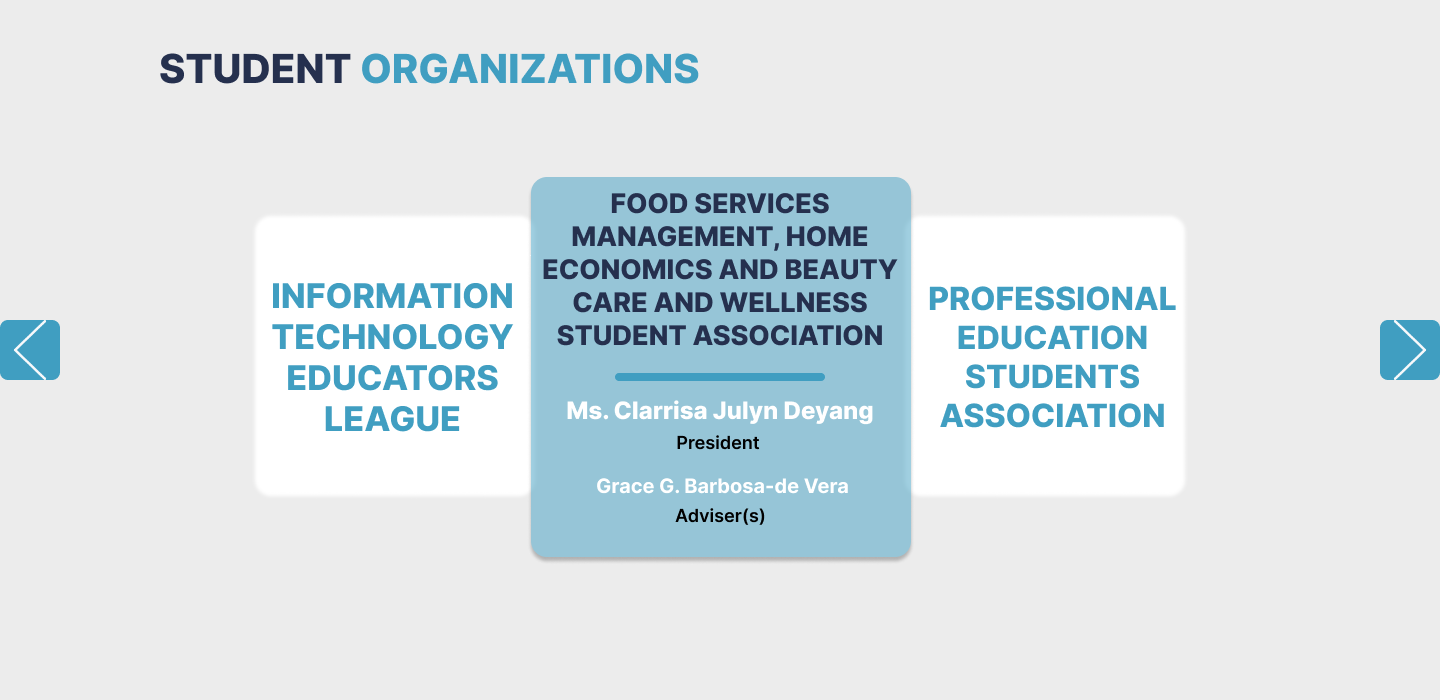 STUDENT ORGANIZATIONS
INFORMATION
TECHNOLOGY
EDUCATORS
LEAGUE
FOOD SERVICES
MANAGEMENT, HOME
ECONOMICS AND BEAUTY
CARE AND WELLNESS
STUDENT ASSOCIATION
Ms. Clarrisa Julyn Deyang
President
Grace G. Barbosa-de Vera
Adviser(s)
PROFESSIONAL
EDUCATION
STUDENTS
ASSOCIATION